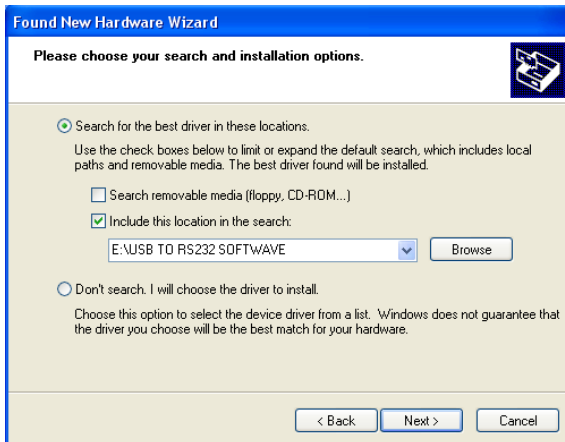 Found New Hardware Wizard
Please choose your search and installation options.
Search for the best driver in these locations.
Use the check boxes below to limit or expand the default search, which includes local
paths and removable media. The best driver found will be installed.
Search removable media (floppy, CD-ROM...)
Include this location in the search:
E:\USB TO RS232 SOFTWAVE
Browse
Don't search. I will choose the driver to install.
Choose this option to select the device driver from a list. Windows does not guarantee that
the driver you choose will be the best match for your hardware.
< Back Next > Cancel